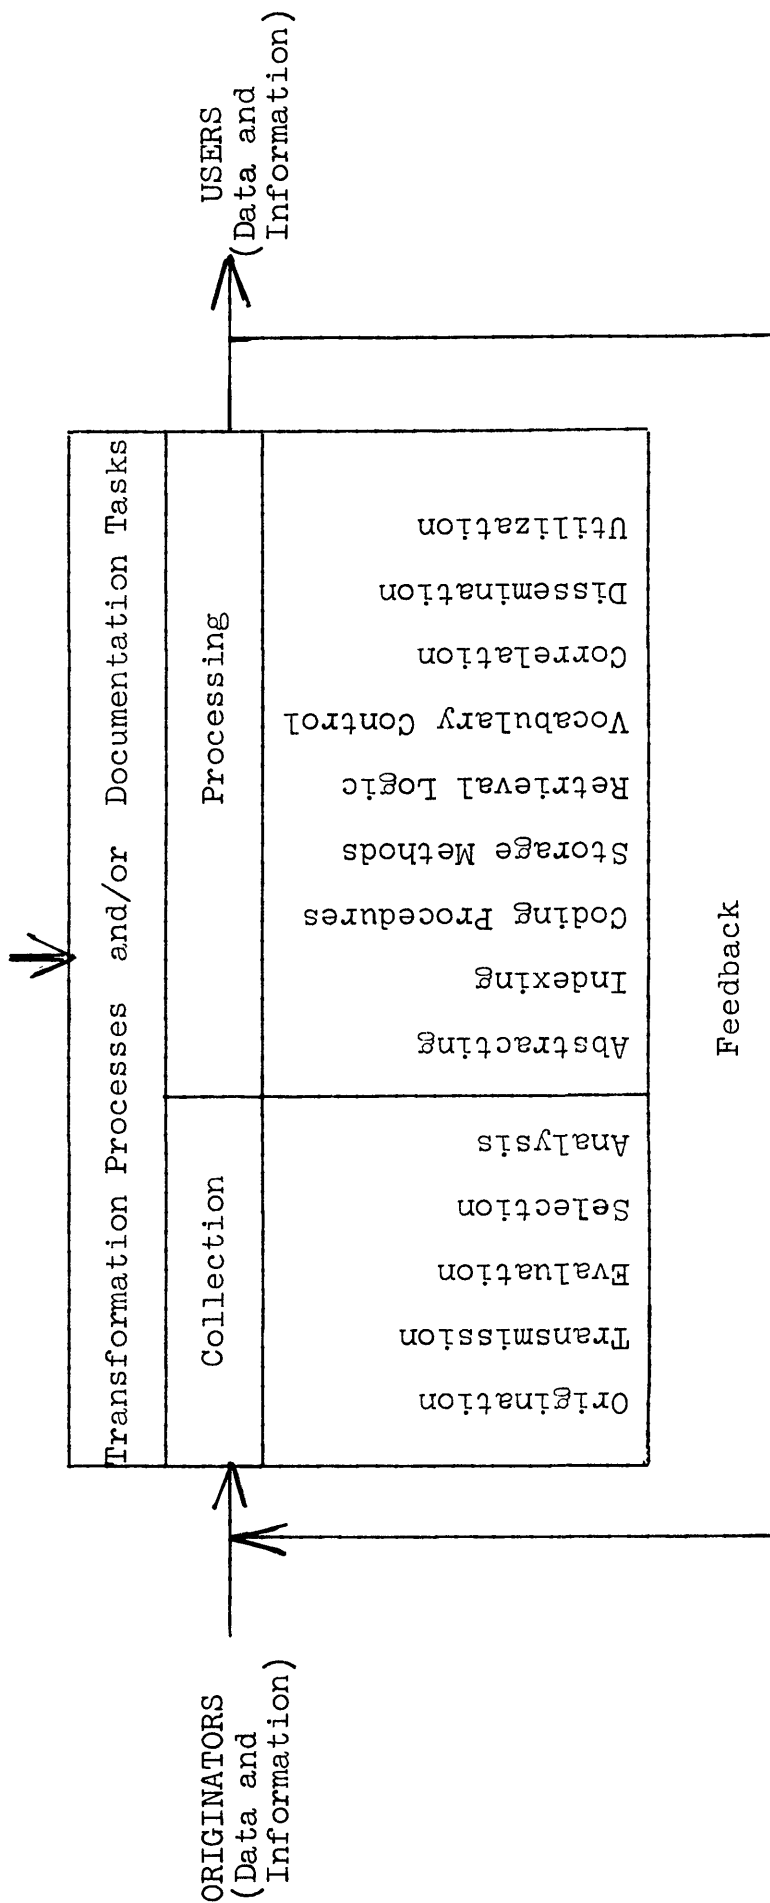 ORIGINATORS
(Data and
Information)
Transformation Processes and/or Documentation Tasks
Collection
Processing
Origination
Transmission
Evaluation
Selection
Analysis
Abstracting
Indexing
Coding Procedures
Storage Methods
Retrieval Logic
Vocabulary Control
Correlation
Dissemination
Utilization
USERS
(Data and
Information)
Feedback